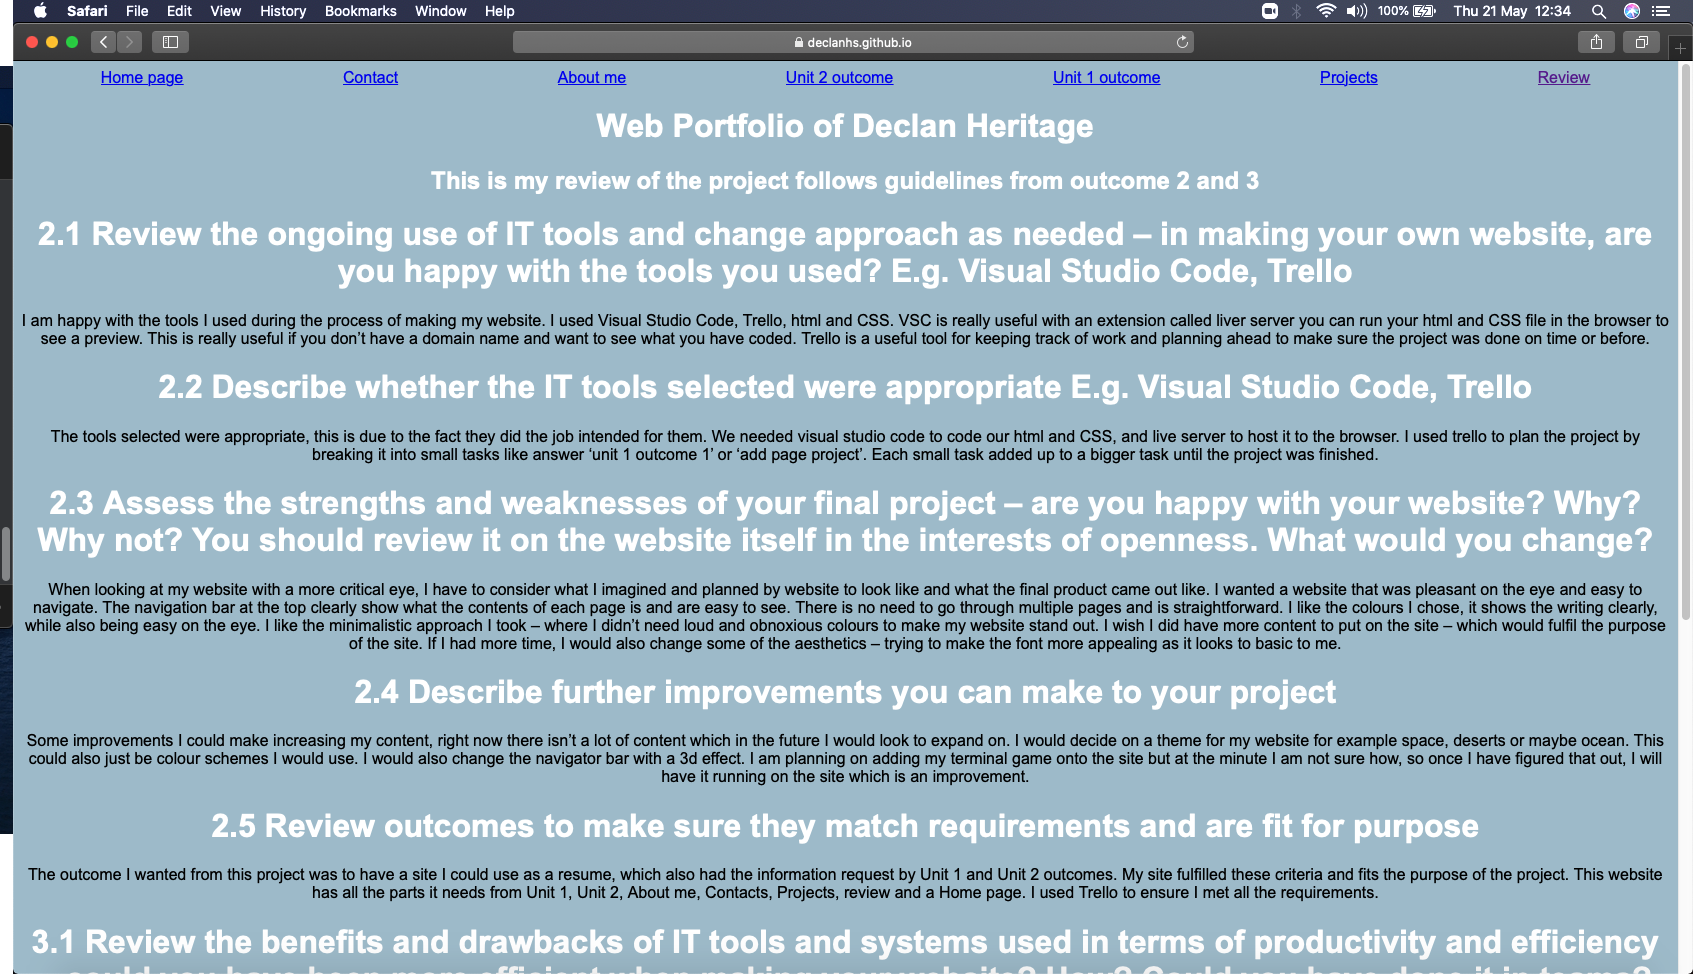 Safari File Edit View History Bookmarks Window Help 100% Thu 21 May 12:34
declanhs.github.io
Home page Contact About me Unit 2 outcome Unit 1 outcome Projects Review
Web Portfolio of Declan Heritage
This is my review of the project follows guidelines from outcome 2 and 3
2.1 Review the ongoing use of IT tools and change approach as needed – in making your own website, are
you happy with the tools you used? E.g. Visual Studio Code, Trello
I am happy with the tools I used during the process of making my website. I used Visual Studio Code, Trello, html and CSS. VSC is really useful with an extension called liver server you can run your html and CSS file in the browser to
see a preview. This is really useful if you don’t have a domain name and want to see what you have coded. Trello is a useful tool for keeping track of work and planning ahead to make sure the project was done on time or before.
2.2 Describe whether the IT tools selected were appropriate E.g. Visual Studio Code, Trello
The tools selected were appropriate, this is due to the fact they did the job intended for them. We needed visual studio code to code our html and CSS, and live server to host it to the browser. I used trello to plan the project by
breaking it into small tasks like answer ‘unit 1 outcome 1’ or ‘add page project’. Each small task added up to a bigger task until the project was finished.
2.3 Assess the strengths and weaknesses of your final project – are you happy with your website? Why?
Why not? You should review it on the website itself in the interests of openness. What would you change?
When looking at my website with a more critical eye, I have to consider what I imagined and planned by website to look like and what the final product came out like. I wanted a website that was pleasant on the eye and easy to
navigate. The navigation bar at the top clearly show what the contents of each page is and are easy to see. There is no need to go through multiple pages and is straightforward. I like the colours I chose, it shows the writing clearly,
while also being easy on the eye. I like the minimalistic approach I took – where I didn’t need loud and obnoxious colours to make my website stand out. I wish I did have more content to put on the site – which would fulfil the purpose
of the site. If I had more time, I would also change some of the aesthetics – trying to make the font more appealing as it looks to basic to me.
2.4 Describe further improvements you can make to your project
Some improvements I could make increasing my content, right now there isn’t a lot of content which in the future I would look to expand on. I would decide on a theme for my website for example space, deserts or maybe ocean. This
could also just be colour schemes I would use. I would also change the navigator bar with a 3d effect. I am planning on adding my terminal game onto the site but at the minute I am not sure how, so once I have figured that out, I will
have it running on the site which is an improvement.
2.5 Review outcomes to make sure they match requirements and are fit for purpose
The outcome I wanted from this project was to have a site I could use as a resume, which also had the information request by Unit 1 and Unit 2 outcomes. My site fulfilled these criteria and fits the purpose of the project. This website
has all the parts it needs from Unit 1, Unit 2, About me, Contacts, Projects, review and a Home page. I used Trello to ensure I met all the requirements.
3.1 Review the benefits and drawbacks of IT tools and systems used in terms of productivity and efficiency